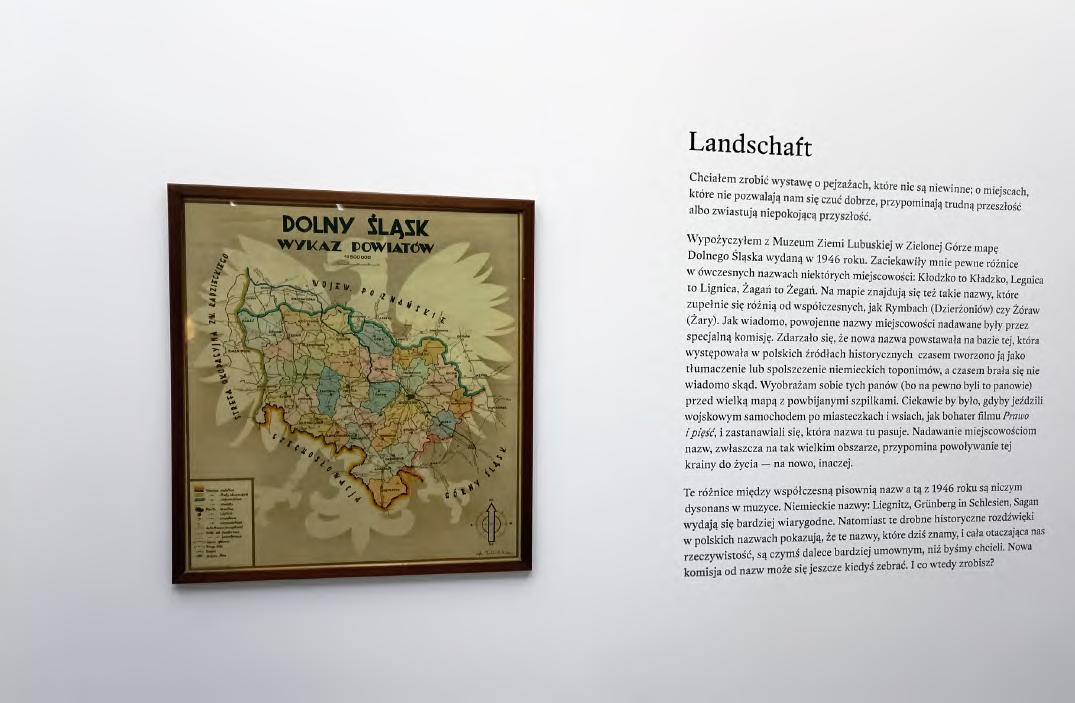 DOLNY ŚLĄSK
WYKAZ POWIATÓW
WOJEW. POZNAŃSKIE
STREFA OKUPACYJNA ZW. RADZIECKIEGO
CZECHOSŁOWACJA
GÓRNY ŚLĄSK
Landschaft
Chciałem zrobić wystawę o pejzażach, które nie są niewinne; o miejscach,
które nie pozwalają nam się czuć dobrze, przypominają trudną przeszłość
albo zwiastują niepokojącą przyszłość.
Wypożyczyłem z Muzeum Ziemi Lubuskiej w Zielonej Górze mapę
Dolnego Śląska wydaną w 1946 roku. Zaciekawiły mnie pewne różnice
w ówczesnych nazwach niektórych miejscowości: Kłodzko to Kładzko, Legnica
to Lignica, Żagań to Żegań. Na mapie znajdują się też takie nazwy, które
zupełnie się różnią od współczesnych, jak Rymbach (Dzierżoniów) czy Żóraw
(Żary). Jak wiadomo, powojenne nazwy miejscowości nadawane były przez
specjalną komisję. Zdarzało się, że nowa nazwa powstawała na bazie tej, która
występowała w polskich źródłach historycznych czasem tworzono ją jako
tłumaczenie lub spolszczenie niemieckich toponimów, a czasem brała się nie
wiadomo skąd. Wyobrażam sobie tych panów (bo na pewno byli to panowie)
przed wielką mapą z powbijanymi szpilkami. Ciekawie by było, gdyby jeździli
wojskowym samochodem po miasteczkach i wsiach, jak bohater filmu Prawo
i pięść, i zastanawiali się, która nazwa tu pasuje. Nadawanie miejscowościom
nazw, zwłaszcza na tak wielkim obszarze, przypomina powoływanie tej
krainy do życia — na nowo, inaczej.
Te różnice między współczesną pisownią nazw a tą z 1946 roku są niczym
dysonans w muzyce. Niemieckie nazwy: Liegnitz, Grünberg in Schlesien, Sagan
wydają się bardziej wiarygodne. Natomiast te drobne historyczne rozdźwięki
w polskich nazwach pokazują, że te nazwy, które dziś znamy, i cała otaczająca nas
rzeczywistość, są czymś dalece bardziej umownym, niż byśmy chcieli. Nowa
komisja od nazw może się jeszcze kiedyś zebrać. I co wtedy zrobisz?